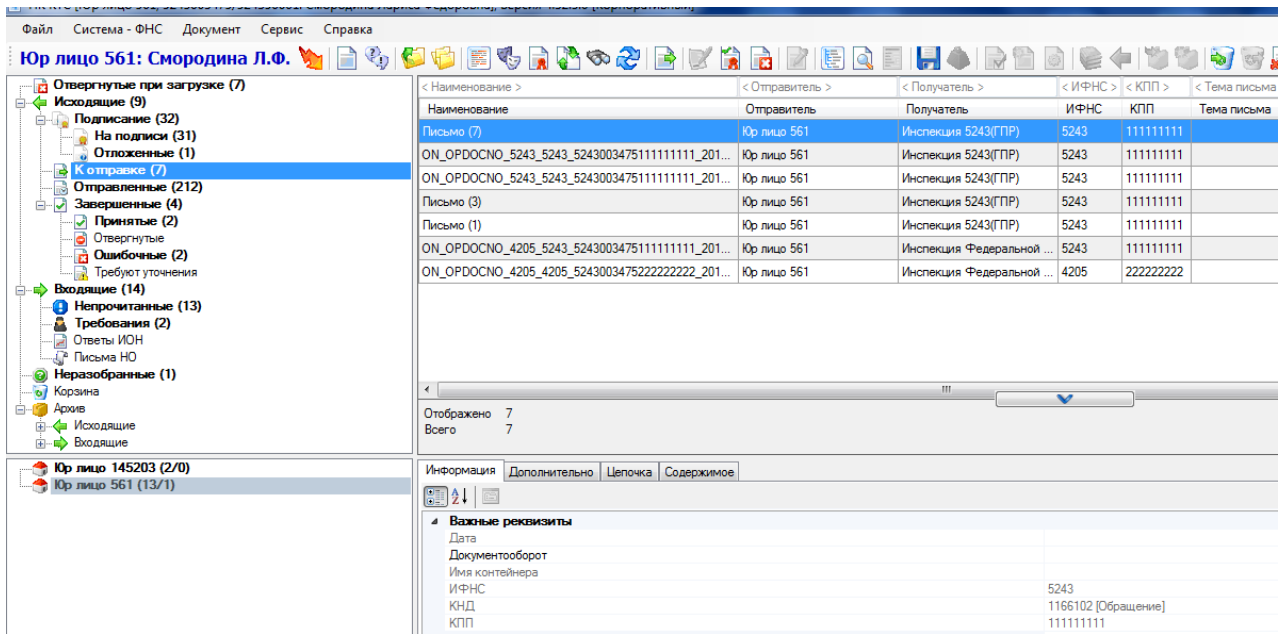 Файл Система - ФНС Документ Сервис Справка
Юр лицо 561: Смородина Л.Ф.
Отвергнутые при загрузке (7)
Исходящие (9)
Подписание (32)
На подписи (31)
Отложенные (1)
К отправке (7)
Отправленные (212)
Завершенные (4)
Принятые (2)
Отвергнутые
Ошибочные (2)
Требуют уточнения
Входящие (14)
Непрочитанные (13)
Требования (2)
Ответы ИОН
Письма НО
Неразобранные (1)
Корзина
Архив
Исходящие
Входящие
Юр лицо 145203 (2/0)
Юр лицо 561 (13/1)
< Наименование > < Отправитель > < Получатель > < ИФНС > < КПП > < Тема письма
Наименование Отправитель Получатель ИФНС КПП Тема письма
Письмо (7) Юр лицо 561 Инспекция 5243(ГПР) 5243 111111111
ON_OPDOCNO_5243_5243_5243003475111111111_201... Юр лицо 561 Инспекция 5243(ГПР) 5243 111111111
ON_OPDOCNO_5243_5243_5243003475111111111_201... Юр лицо 561 Инспекция 5243(ГПР) 5243 111111111
Письмо (3) Юр лицо 561 Инспекция 5243(ГПР) 5243 111111111
Письмо (1) Юр лицо 561 Инспекция 5243(ГПР) 5243 111111111
ON_OPDOCNO_4205_5243_5243003475111111111_201... Юр лицо 561 Инспекция Федеральной ... 5243 111111111
ON_OPDOCNO_4205_4205_5243003475222222222_201... Юр лицо 561 Инспекция Федеральной ... 4205 222222222
Отображено 7
Всего 7
Информация Дополнительно Цепочка Содержимое
Важные реквизиты
Дата
Документооборот
Имя контейнера
ИФНС 5243
КНД 1166102 [Обращение]
КПП 111111111